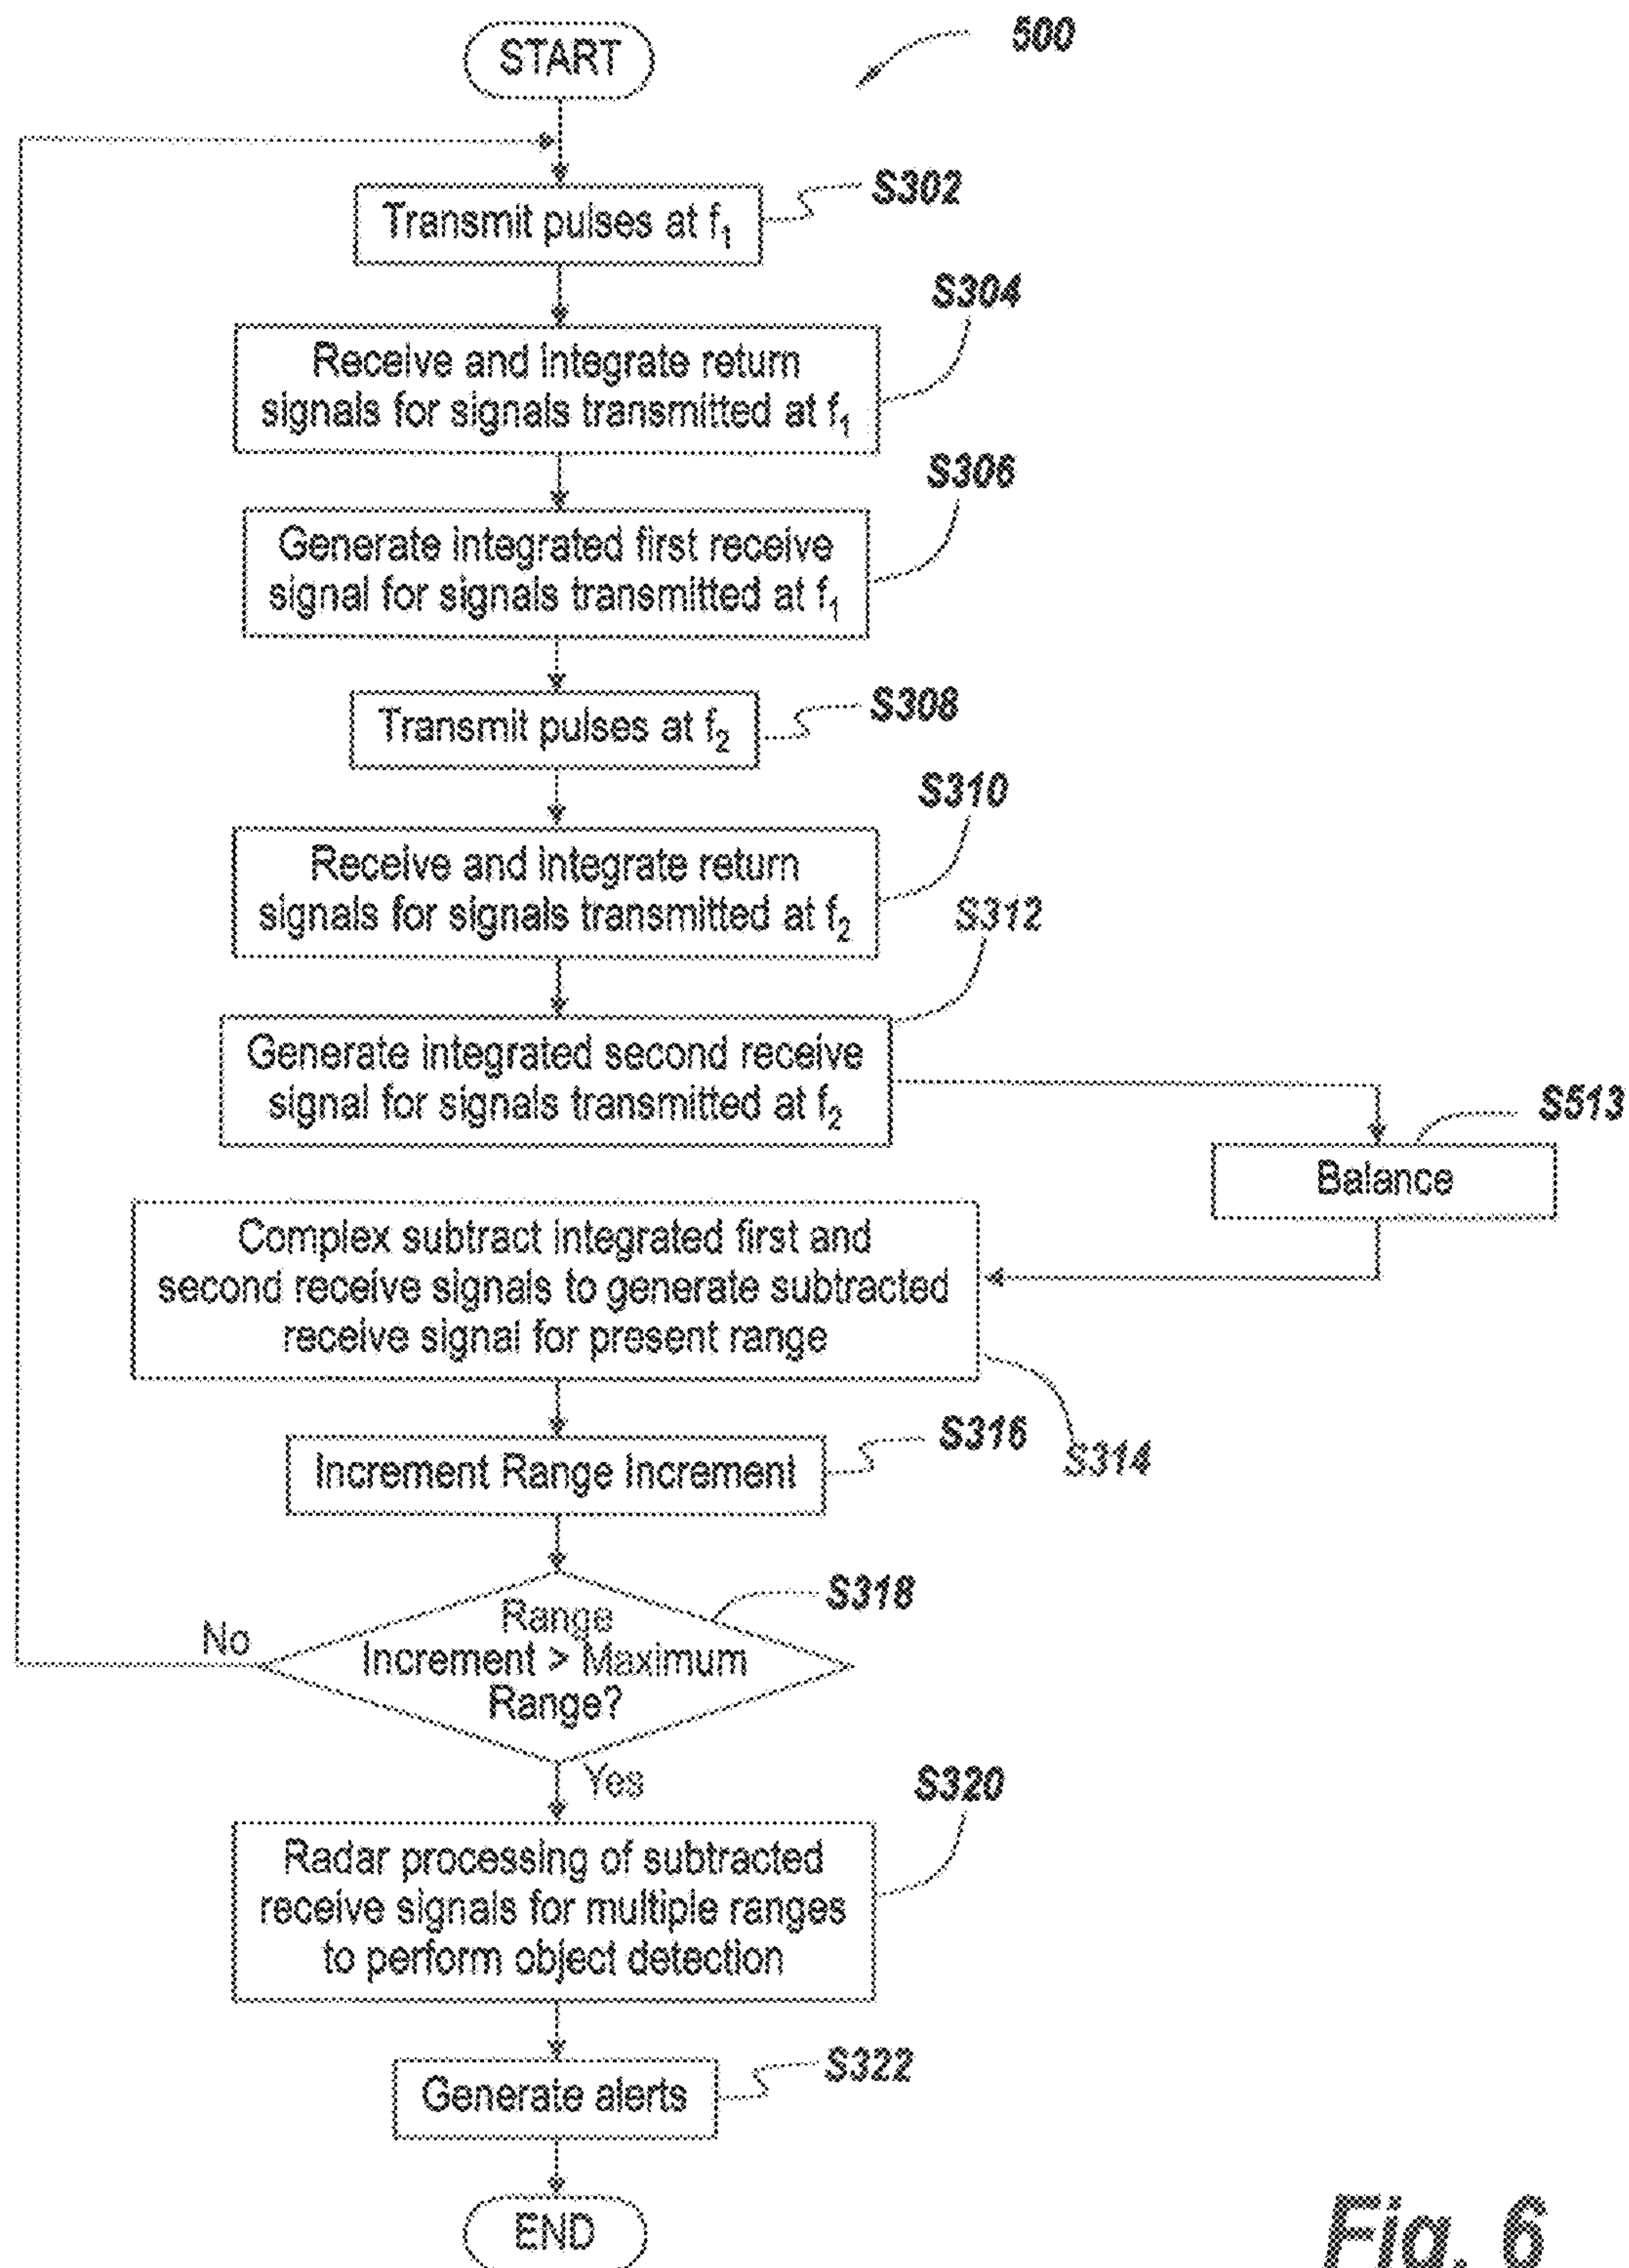 START
500
Transmit pulses at f₁
S302
S304
Receive and integrate return
signals for signals transmitted at f₁
S306
Generate integrated first receive
signal for signals transmitted at f₁
Transmit pulses at f₂
S308
S310
Receive and integrate return
signals for signals transmitted at f₂
S312
Generate integrated second receive
signal for signals transmitted at f₂
S513
Balance
Complex subtract integrated first and
second receive signals to generate subtracted
receive signal for present range
S314
Increment Range Increment
S316
Range
Increment > Maximum
Range?
S318
No
Yes
S320
Radar processing of subtracted
receive signals for multiple ranges
to perform object detection
Generate alerts
S322
END
Fig. 6